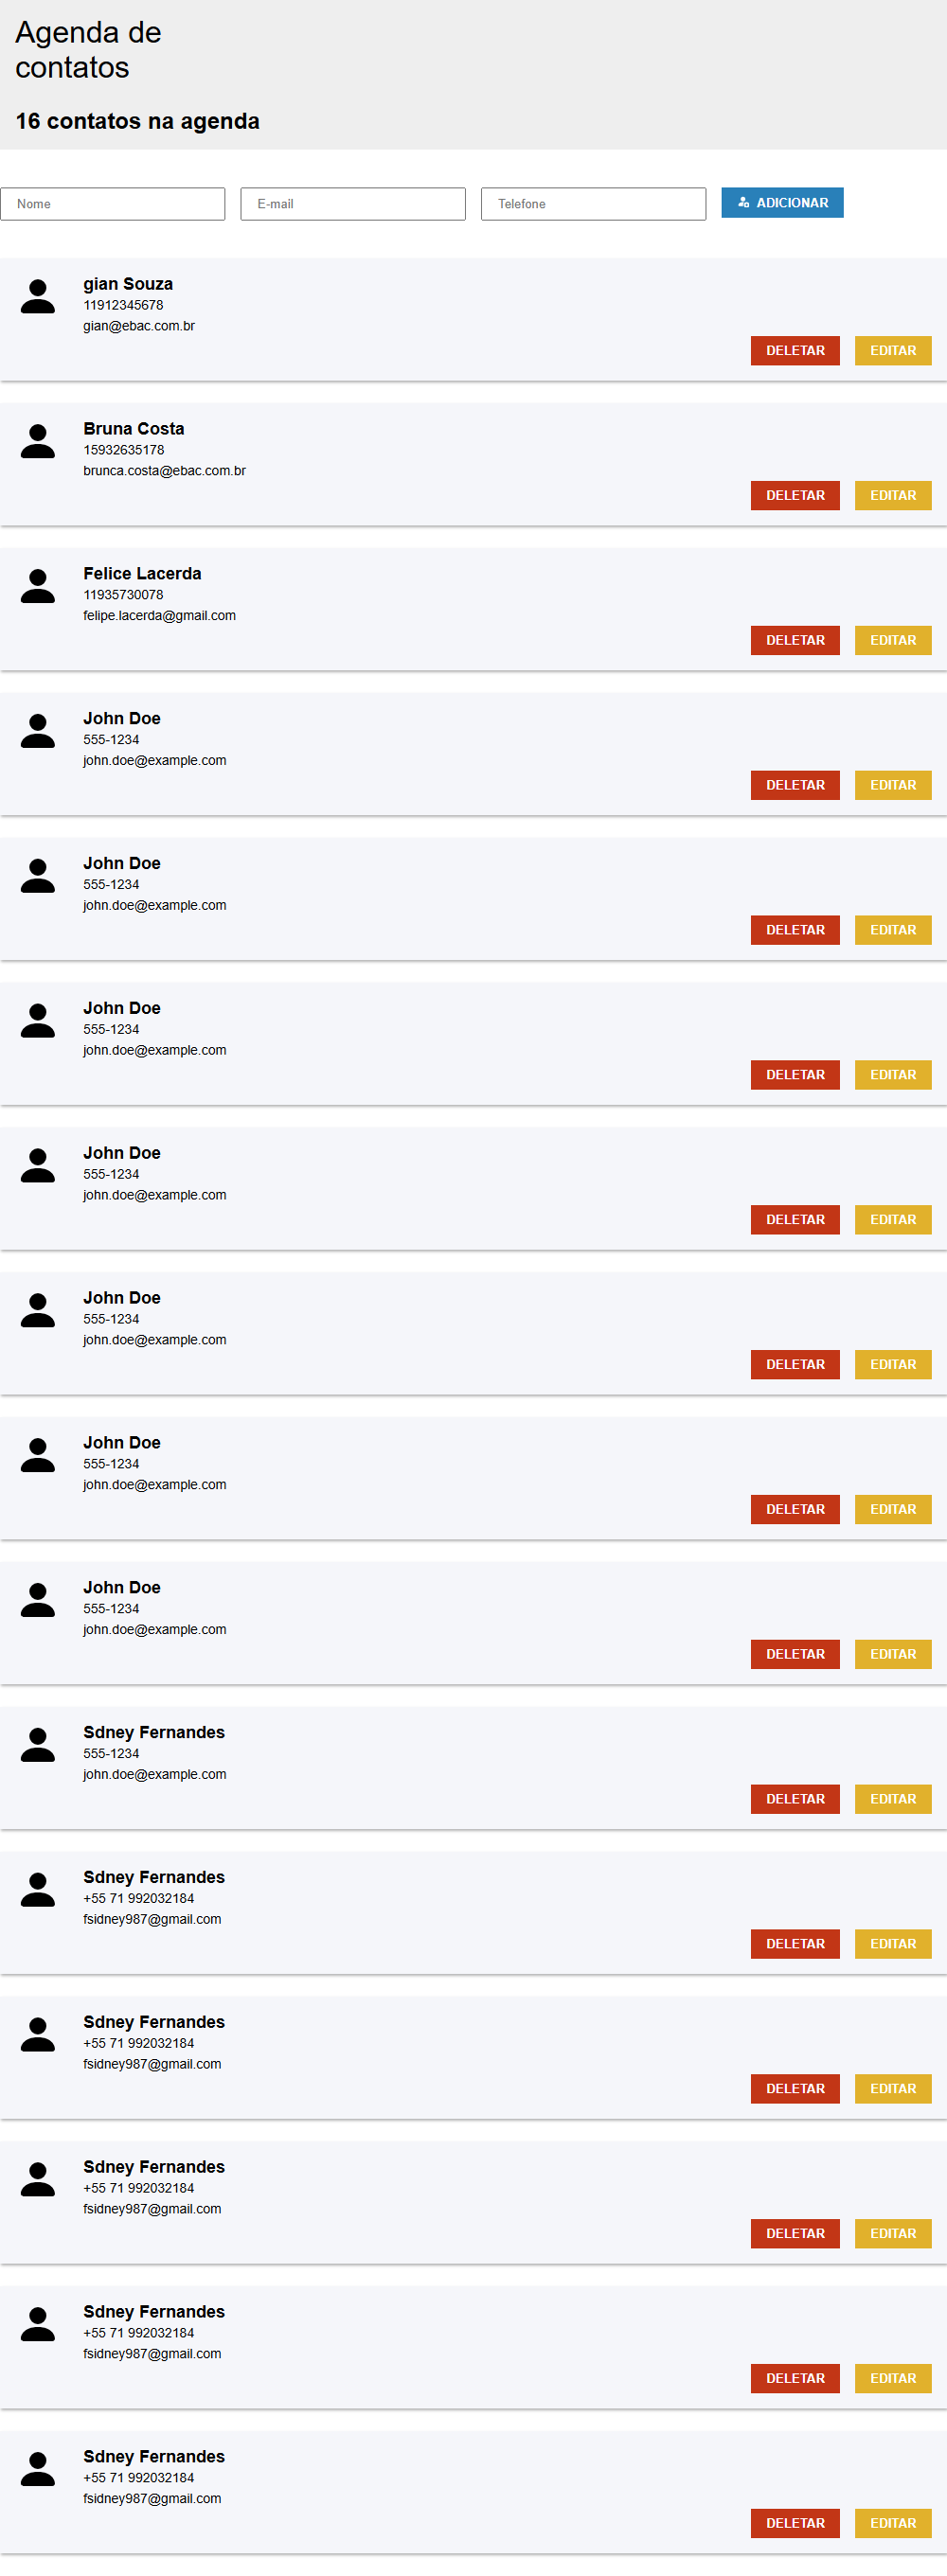 Agenda de
contatos
16 contatos na agenda
Nome E-mail Telefone ADICIONAR
gian Souza
11912345678
gian@ebac.com.br
DELETAR EDITAR
Bruna Costa
15932635178
brunca.costa@ebac.com.br
DELETAR EDITAR
Felice Lacerda
11935730078
felipe.lacerda@gmail.com
DELETAR EDITAR
John Doe
555-1234
john.doe@example.com
DELETAR EDITAR
John Doe
555-1234
john.doe@example.com
DELETAR EDITAR
John Doe
555-1234
john.doe@example.com
DELETAR EDITAR
John Doe
555-1234
john.doe@example.com
DELETAR EDITAR
John Doe
555-1234
john.doe@example.com
DELETAR EDITAR
John Doe
555-1234
john.doe@example.com
DELETAR EDITAR
John Doe
555-1234
john.doe@example.com
DELETAR EDITAR
Sdney Fernandes
555-1234
john.doe@example.com
DELETAR EDITAR
Sdney Fernandes
+55 71 992032184
fsidney987@gmail.com
DELETAR EDITAR
Sdney Fernandes
+55 71 992032184
fsidney987@gmail.com
DELETAR EDITAR
Sdney Fernandes
+55 71 992032184
fsidney987@gmail.com
DELETAR EDITAR
Sdney Fernandes
+55 71 992032184
fsidney987@gmail.com
DELETAR EDITAR
Sdney Fernandes
+55 71 992032184
fsidney987@gmail.com
DELETAR EDITAR